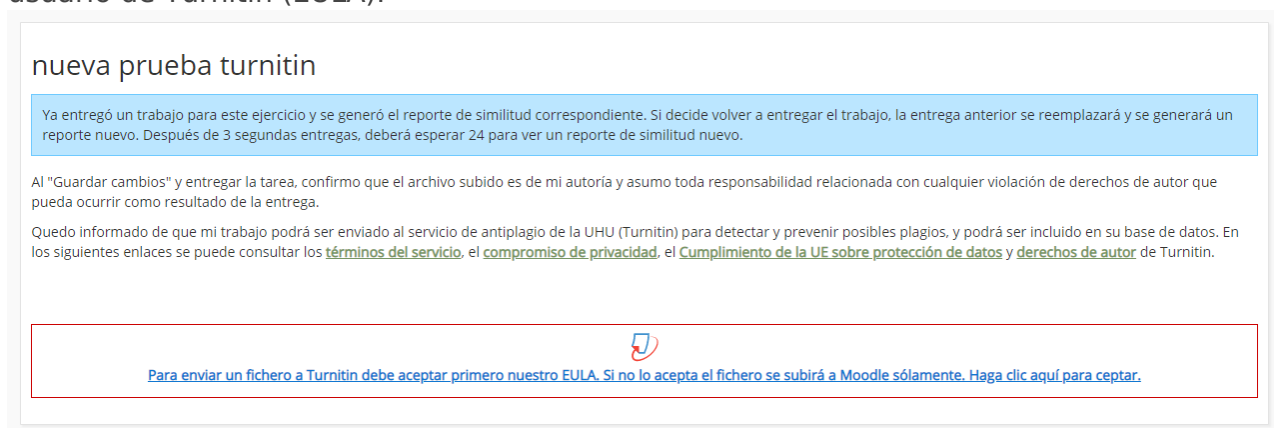 usuario de Turnitin (EULA).
nueva prueba turnitin
Ya entregó un trabajo para este ejercicio y se generó el reporte de similitud correspondiente. Si decide volver a entregar el trabajo, la entrega anterior se reemplazará y se generará un
reporte nuevo. Después de 3 segundas entregas, deberá esperar 24 para ver un reporte de similitud nuevo.
Al "Guardar cambios" y entregar la tarea, confirmo que el archivo subido es de mi autoría y asumo toda responsabilidad relacionada con cualquier violación de derechos de autor que
pueda ocurrir como resultado de la entrega.
Quedo informado de que mi trabajo podrá ser enviado al servicio de antiplagio de la UHU (Turnitin) para detectar y prevenir posibles plagios, y podrá ser incluido en su base de datos. En
los siguientes enlaces se puede consultar los términos del servicio, el compromiso de privacidad, el Cumplimiento de la UE sobre protección de datos y derechos de autor de Turnitin.
Para enviar un fichero a Turnitin debe aceptar primero nuestro EULA. Si no lo acepta el fichero se subirá a Moodle sólamente. Haga clic aquí para ceptar.